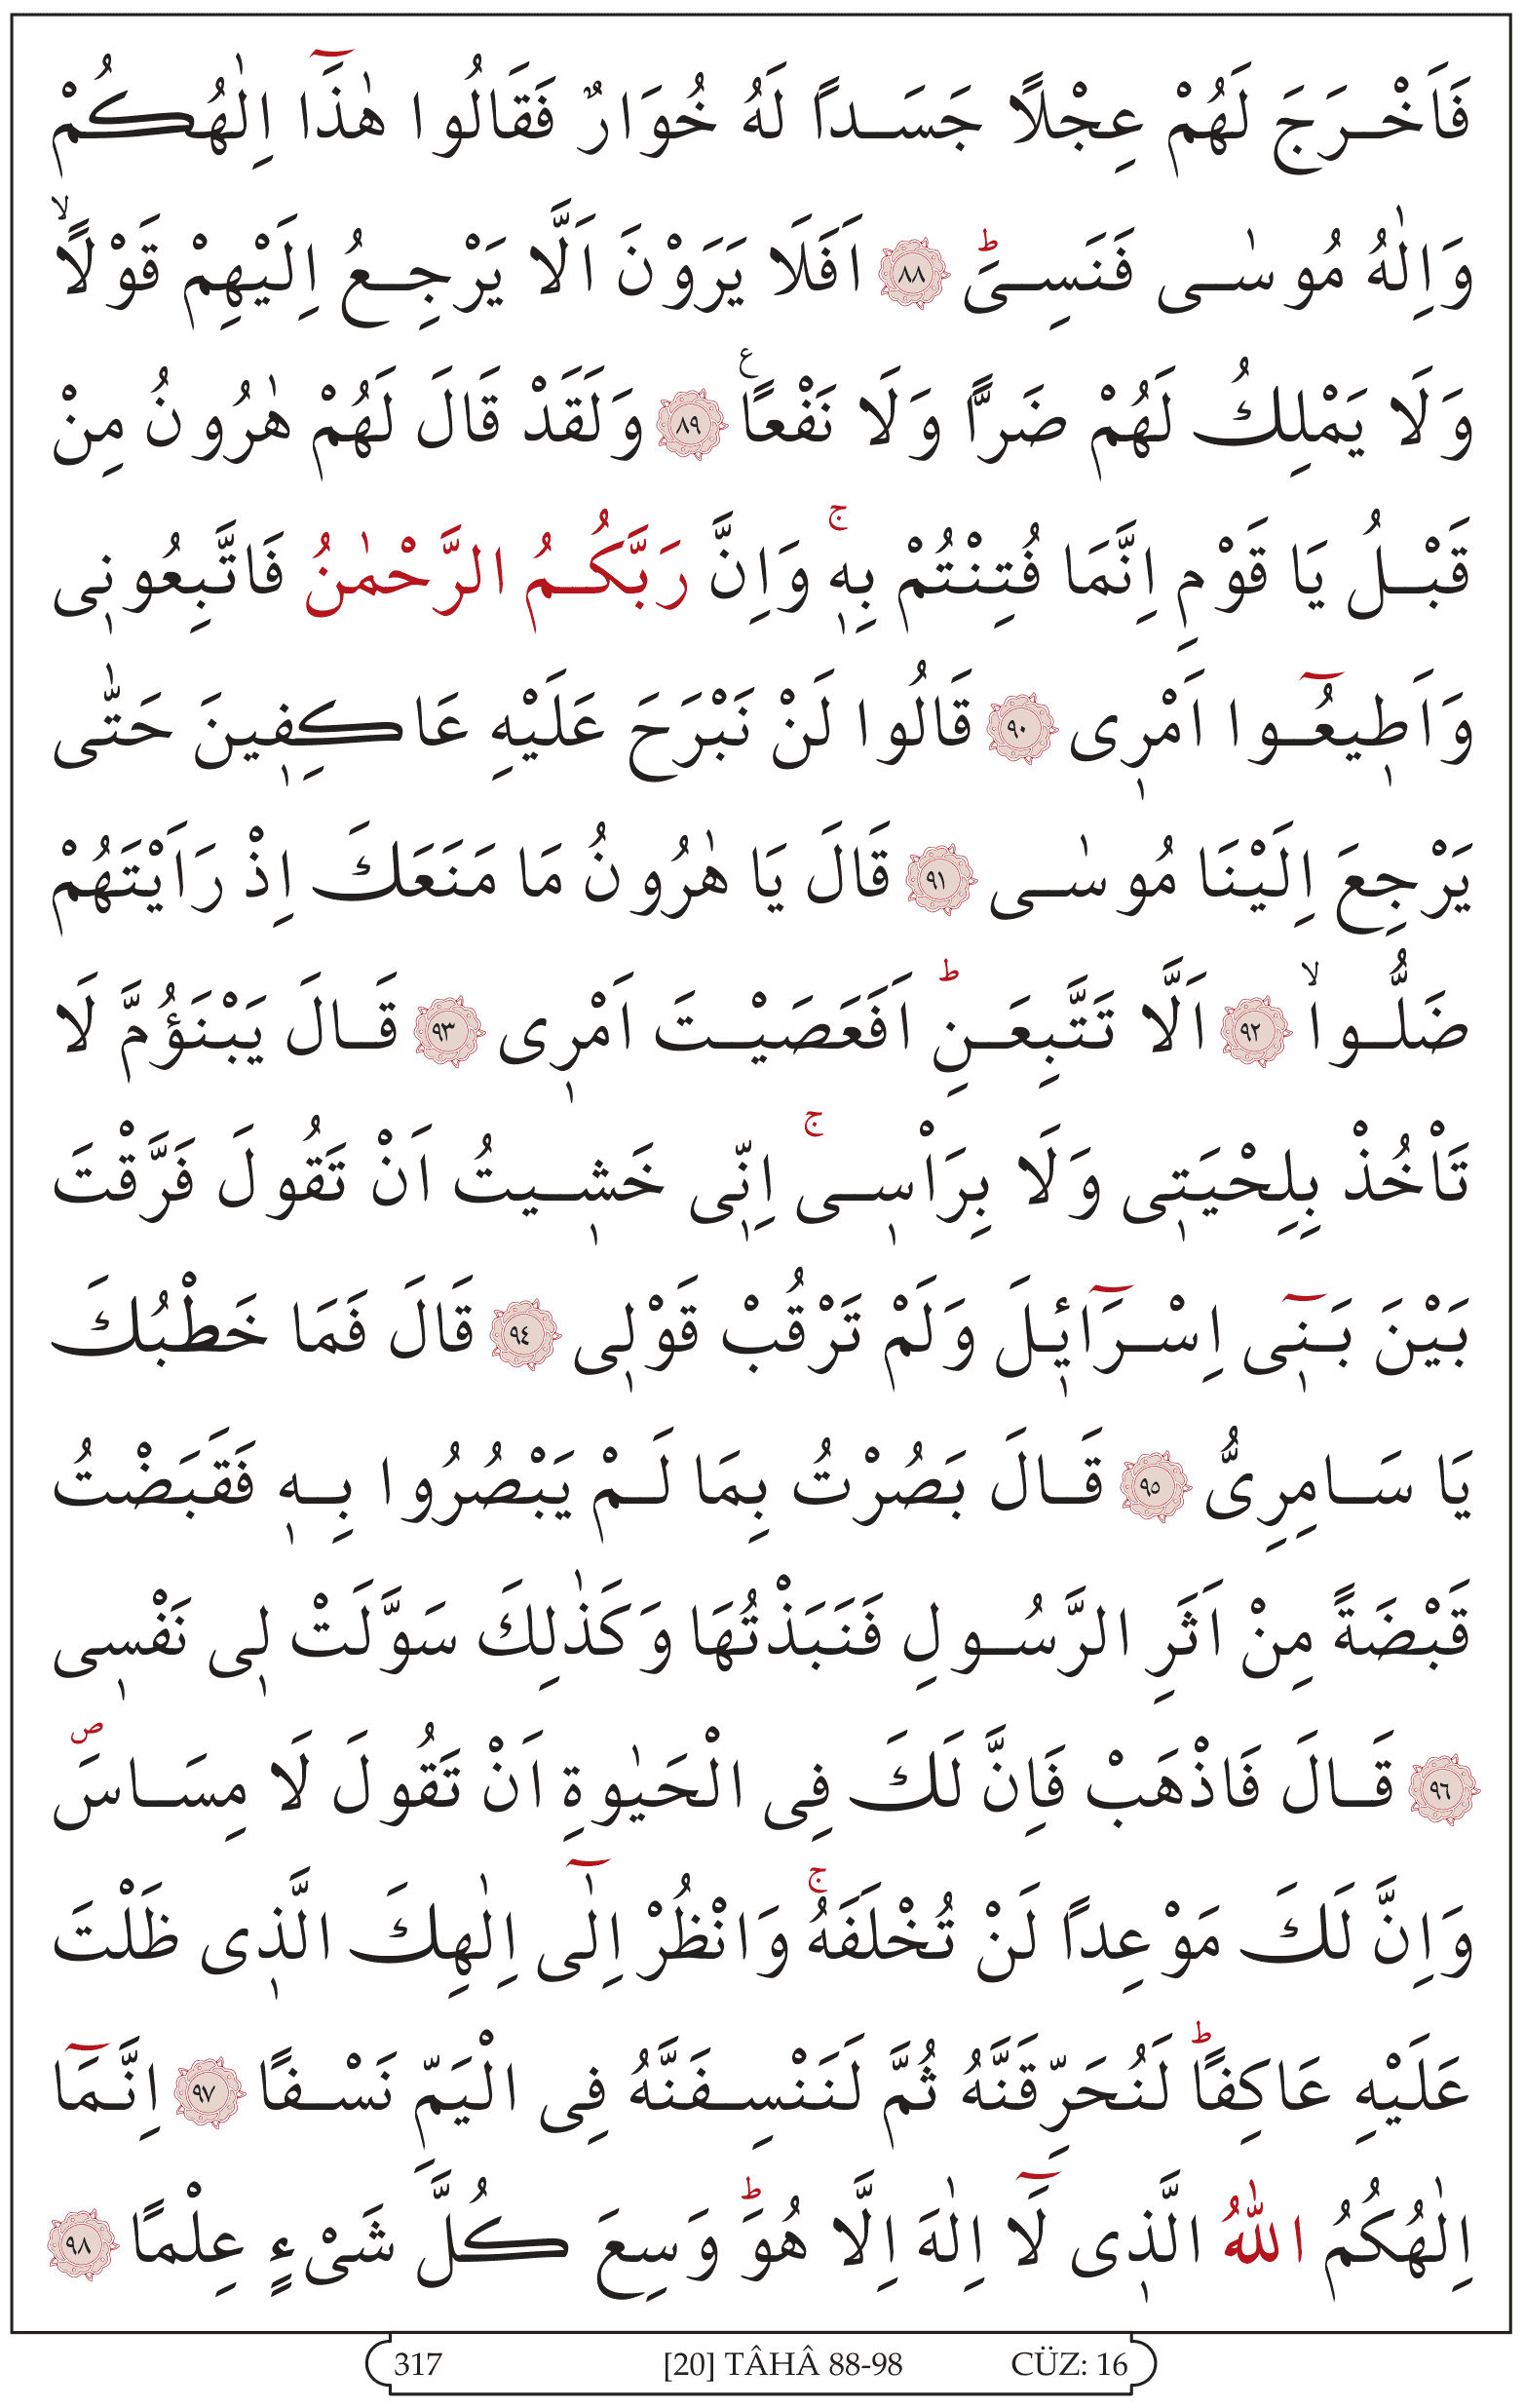 فَاَخْرَجَ لَهُمْ عِجْلًا جَسَداً لَهُ خُوَارٌ فَقَالُوا هٰذَٓا اِلٰهُكُمْ
وَاِلٰهُ مُوسٰى فَنَسِىَؕ ﴿٨٨﴾ اَفَلَا يَرَوْنَ اَلَّا يَرْجِعُ اِلَيْهِمْ قَوْلًاۙ
وَلَا يَمْلِكُ لَهُمْ ضَرًّا وَلَا نَفْعًاࣖ ﴿٨٩﴾ وَلَقَدْ قَالَ لَهُمْ هٰرُونُ مِنْ
قَبْلُ يَا قَوْمِ اِنَّمَا فُتِنْتُمْ بِهٖۚ وَاِنَّ رَبَّكُمُ الرَّحْمٰنُ فَاتَّبِعُونٖى
وَاَطٖيعُٓوا اَمْرٖى ﴿٩٠﴾ قَالُوا لَنْ نَبْرَحَ عَلَيْهِ عَاكِفٖينَ حَتّٰى
يَرْجِعَ اِلَيْنَا مُوسٰى ﴿٩١﴾ قَالَ يَا هٰرُونُ مَا مَنَعَكَ اِذْ رَاَيْتَهُمْ
ضَلُّواۙ ﴿٩٢﴾ اَلَّا تَتَّبِعَنِؕ اَفَعَصَيْتَ اَمْرٖى ﴿٩٣﴾ قَالَ يَبْنَؤُمَّ لَا
تَاْخُذْ بِلِحْيَتٖى وَلَا بِرَاْسٖىۚ اِنّٖى خَشٖيتُ اَنْ تَقُولَ فَرَّقْتَ
بَيْنَ بَنٖٓى اِسْرَٓایٖٔلَ وَلَمْ تَرْقُبْ قَوْلٖى ﴿٩٤﴾ قَالَ فَمَا خَطْبُكَ
يَا سَامِرِىُّ ﴿٩٥﴾ قَالَ بَصُرْتُ بِمَا لَمْ يَبْصُرُوا بِهٖ فَقَبَضْتُ
قَبْضَةً مِنْ اَثَرِ الرَّسُولِ فَنَبَذْتُهَا وَكَذٰلِكَ سَوَّلَتْ لٖى نَفْسٖى
﴿٩٦﴾ قَالَ فَاذْهَبْ فَاِنَّ لَكَ فِى الْحَيٰوةِ اَنْ تَقُولَ لَا مِسَاسَࣕ
وَاِنَّ لَكَ مَوْعِداً لَنْ تُخْلَفَهُۚ وَانْظُرْ اِلٰٓى اِلٰهِكَ الَّذٖى ظَلْتَ
عَلَيْهِ عَاكِفًاؕ لَنُحَرِّقَنَّهُ ثُمَّ لَنَنْسِفَنَّهُ فِى الْيَمِّ نَسْفًا ﴿٩٧﴾ اِنَّمَٓا
اِلٰهُكُمُ اللّٰهُ الَّذٖى لَٓا اِلٰهَ اِلَّا هُوَؕ وَسِعَ كُلَّ شَىْءٍ عِلْمًا ﴿٩٨﴾
317 [20] TÂHÂ 88-98 CÜZ: 16